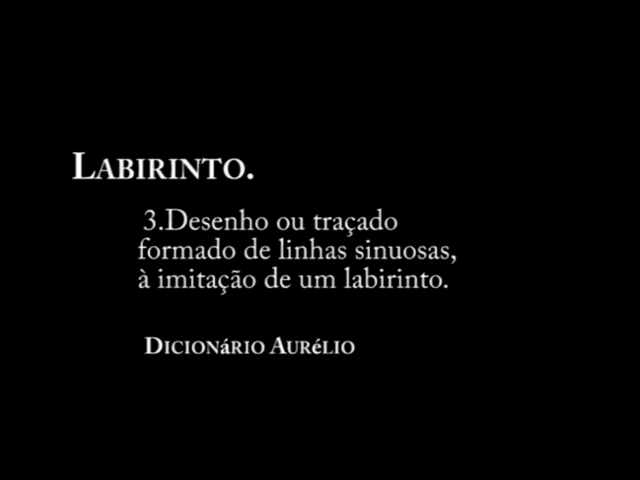 LABIRINTO.
3.Desenho ou traçado
formado de linhas sinuosas,
à imitação de um labirinto.
DICIONáRIO AURéLIO